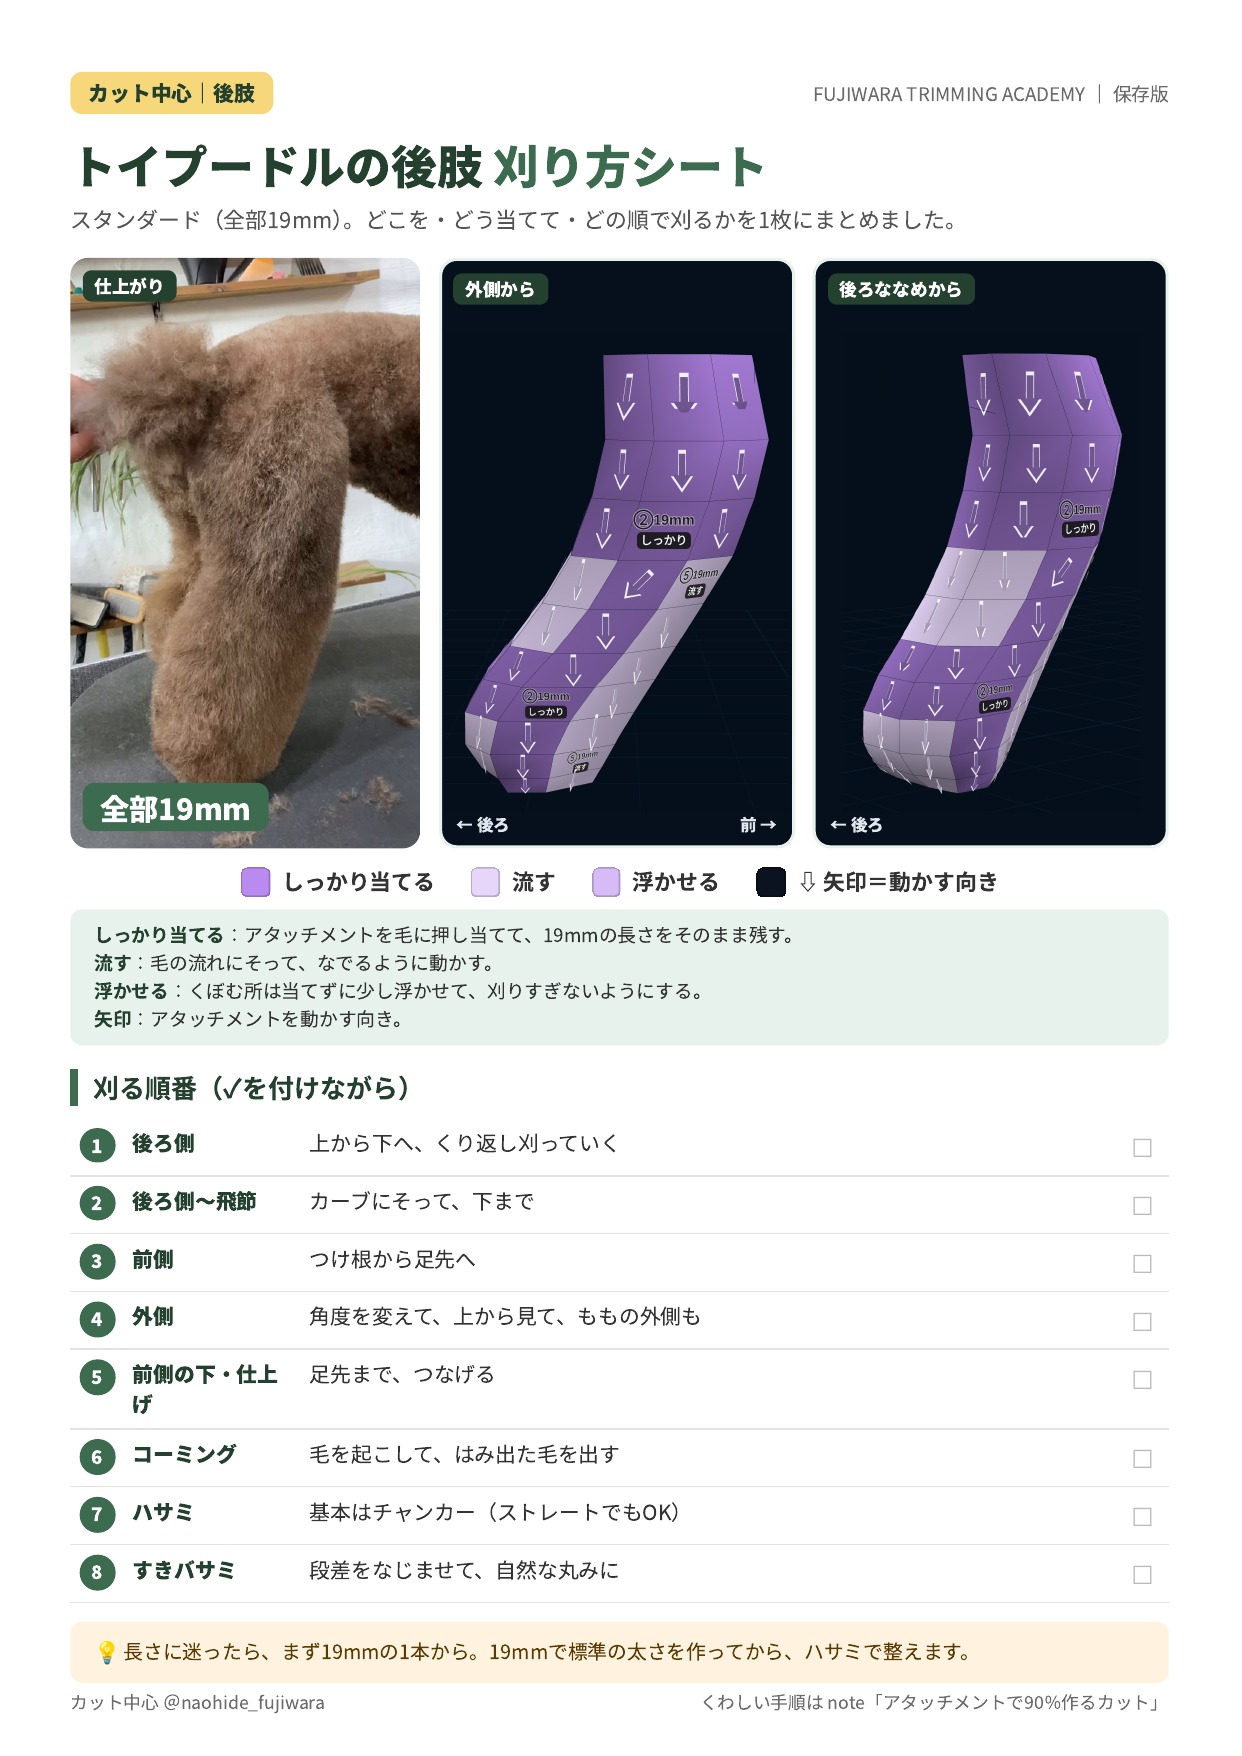 カット中心｜後肢
FUJIWARA TRIMMING ACADEMY ｜ 保存版
トイプードルの後肢 刈り方シート
スタンダード（全部19mm）。どこを・どう当てて・どの順で刈るかを1枚にまとめました。
仕上がり
全部19mm
外側から
②19mm
しっかり
⑤19mm
流す
②19mm
しっかり
⑤19mm
流す
← 後ろ
前 →
後ろななめから
②19mm
しっかり
②19mm
しっかり
← 後ろ
しっかり当てる 流す 浮かせる ⇩ 矢印＝動かす向き
しっかり当てる：アタッチメントを毛に押し当てて、19mmの長さをそのまま残す。
流す：毛の流れにそって、なでるように動かす。
浮かせる：くぼむ所は当てずに少し浮かせて、刈りすぎないようにする。
矢印：アタッチメントを動かす向き。
刈る順番（✓を付けながら）
1 後ろ側 上から下へ、くり返し刈っていく □
2 後ろ側〜飛節 カーブにそって、下まで □
3 前側 つけ根から足先へ □
4 外側 角度を変えて、上から見て、ももの外側も □
5 前側の下・仕上 足先まで、つなげる □
げ
6 コーミング 毛を起こして、はみ出た毛を出す □
7 ハサミ 基本はチャンカー（ストレートでもOK） □
8 すきバサミ 段差をなじませて、自然な丸みに □
💡 長さに迷ったら、まず19mmの1本から。19mmで標準の太さを作ってから、ハサミで整えます。
カット中心 @naohide_fujiwara
くわしい手順は note「アタッチメントで90%作るカット」